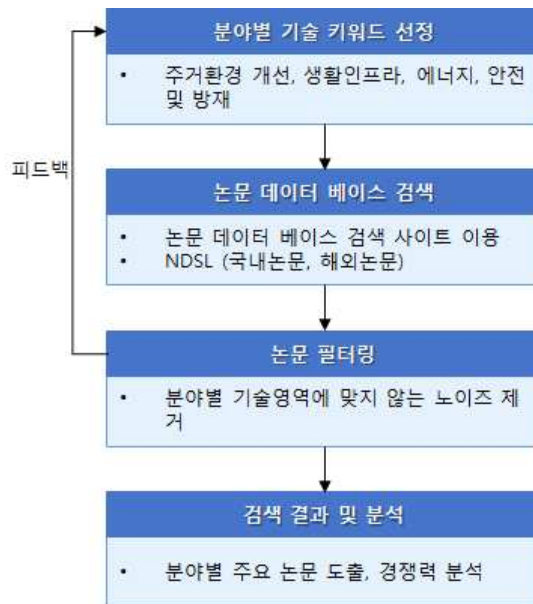 분야별 기술 키워드 선정
• 주거환경 개선, 생활인프라, 에너지, 안전
및 방재
피드백
논문 데이터 베이스 검색
• 논문 데이터 베이스 검색 사이트 이용
• NDSL (국내논문, 해외논문)
논문 필터링
• 분야별 기술영역에 맞지 않는 노이즈 제
거
검색 결과 및 분석
• 분야별 주요 논문 도출, 경쟁력 분석